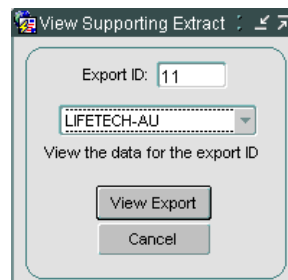 View Supporting Extract
Export ID: 11
LIFETECH-AU
View the data for the export ID
View Export
Cancel